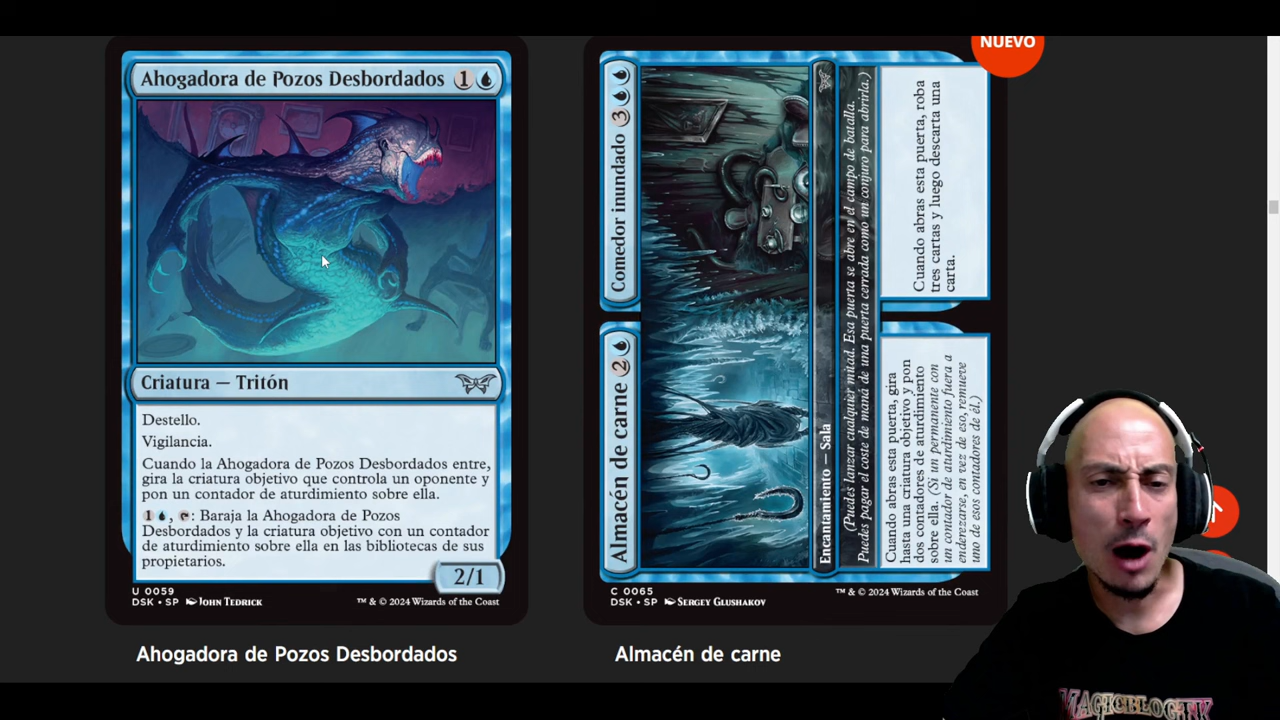 NUEVO
Ahogadora de Pozos Desbordados 1
Criatura — Tritón
Destello.
Vigilancia.
Cuando la Ahogadora de Pozos Desbordados entre,
gira la criatura objetivo que controla un oponente y
pon un contador de aturdimiento sobre ella.
1 , : Baraja la Ahogadora de Pozos
Desbordados y la criatura objetivo con un contador
de aturdimiento sobre ella en las bibliotecas de sus
propietarios.
2/1
U 0059
DSK • SP JOHN TEDRICK
™ & © 2024 Wizards of the Coast
Ahogadora de Pozos Desbordados
Almacén de carne 2
Comedor inundado 3
Encantamiento — Sala
(Puedes lanzar cualquier mitad. Esa puerta se abre en el campo de batalla.
Puedes pagar el coste de maná de una puerta cerrada como un conjuro para abrirla.)
Cuando abras esta puerta, gira
hasta una criatura objetivo y pon
dos contadores de aturdimiento
sobre ella. (Si un permanente con
un contador de aturdimiento fuera a
enderezarse, en vez de eso, remueve
uno de esos contadores de él.)
Cuando abras esta puerta, roba
tres cartas y luego descarta una
carta.
C 0065
DSK • SP SERGEY GLUSHAKOV
™ & © 2024 Wizards of the Coast
Almacén de carne
MAGICBLOGTV